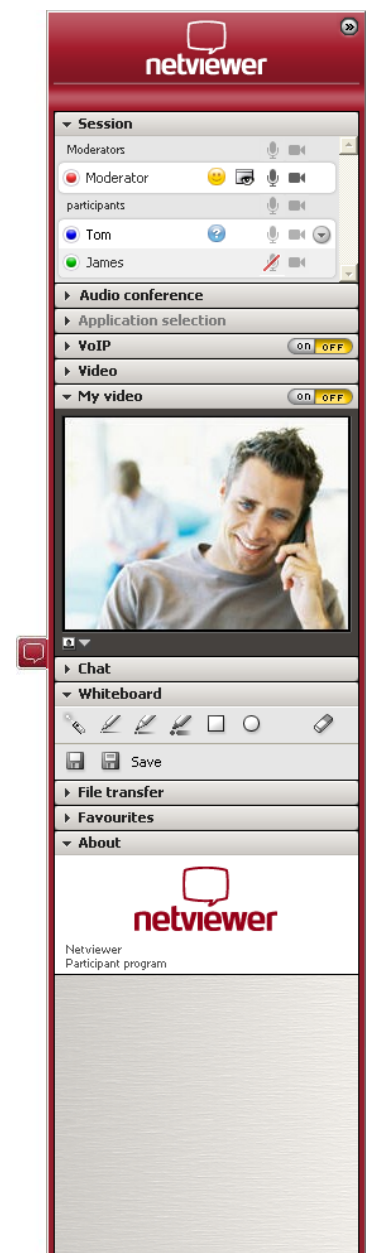 netviewer
Session
Moderators
Moderator
participants
Tom
James
Audio conference
Application selection
VoIP on OFF
Video
My video on OFF
Chat
Whiteboard
Save
File transfer
Favourites
About
netviewer
Netviewer
Participant program